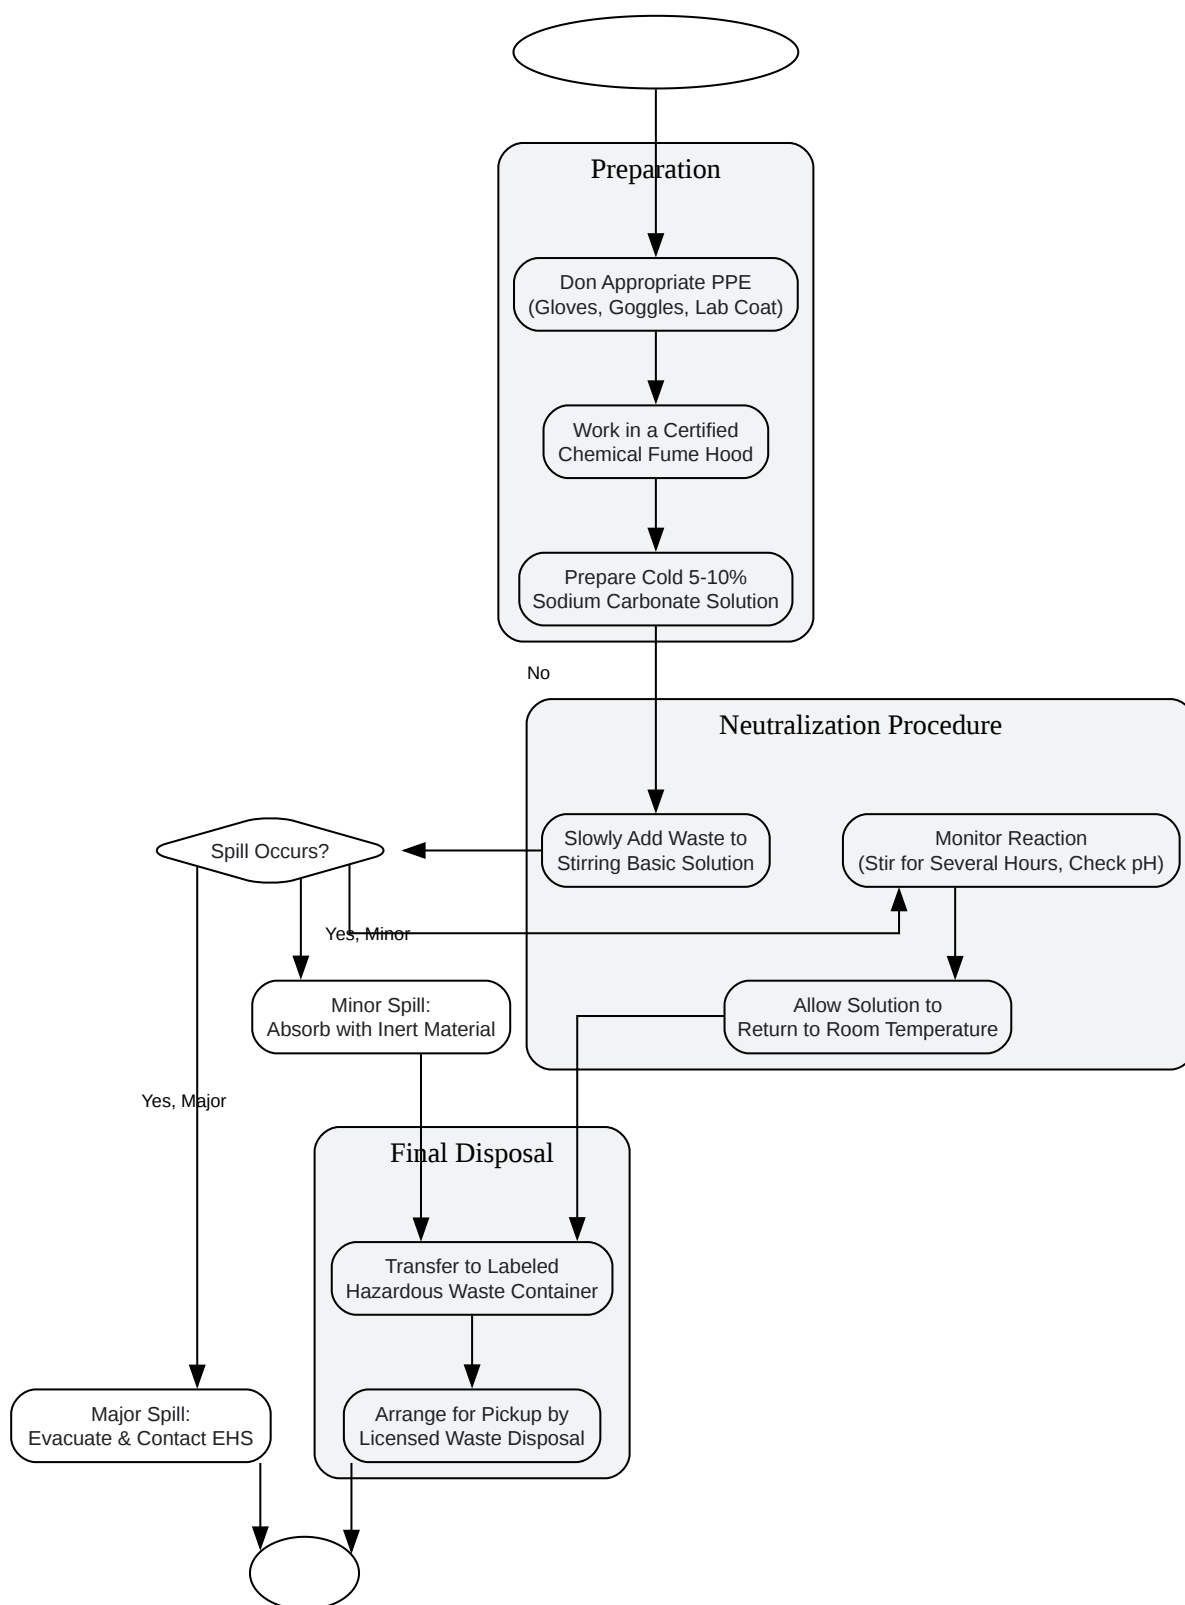 Preparation
Don Appropriate PPE
(Gloves, Goggles, Lab Coat)
Work in a Certified
Chemical Fume Hood
Prepare Cold 5-10%
Sodium Carbonate Solution
No
Neutralization Procedure
Slowly Add Waste to
Stirring Basic Solution
Monitor Reaction
(Stir for Several Hours, Check pH)
Spill Occurs?
Yes, Minor
Minor Spill:
Absorb with Inert Material
Allow Solution to
Return to Room Temperature
Yes, Major
Final Disposal
Transfer to Labeled
Hazardous Waste Container
Major Spill:
Evacuate & Contact EHS
Arrange for Pickup by
Licensed Waste Disposal